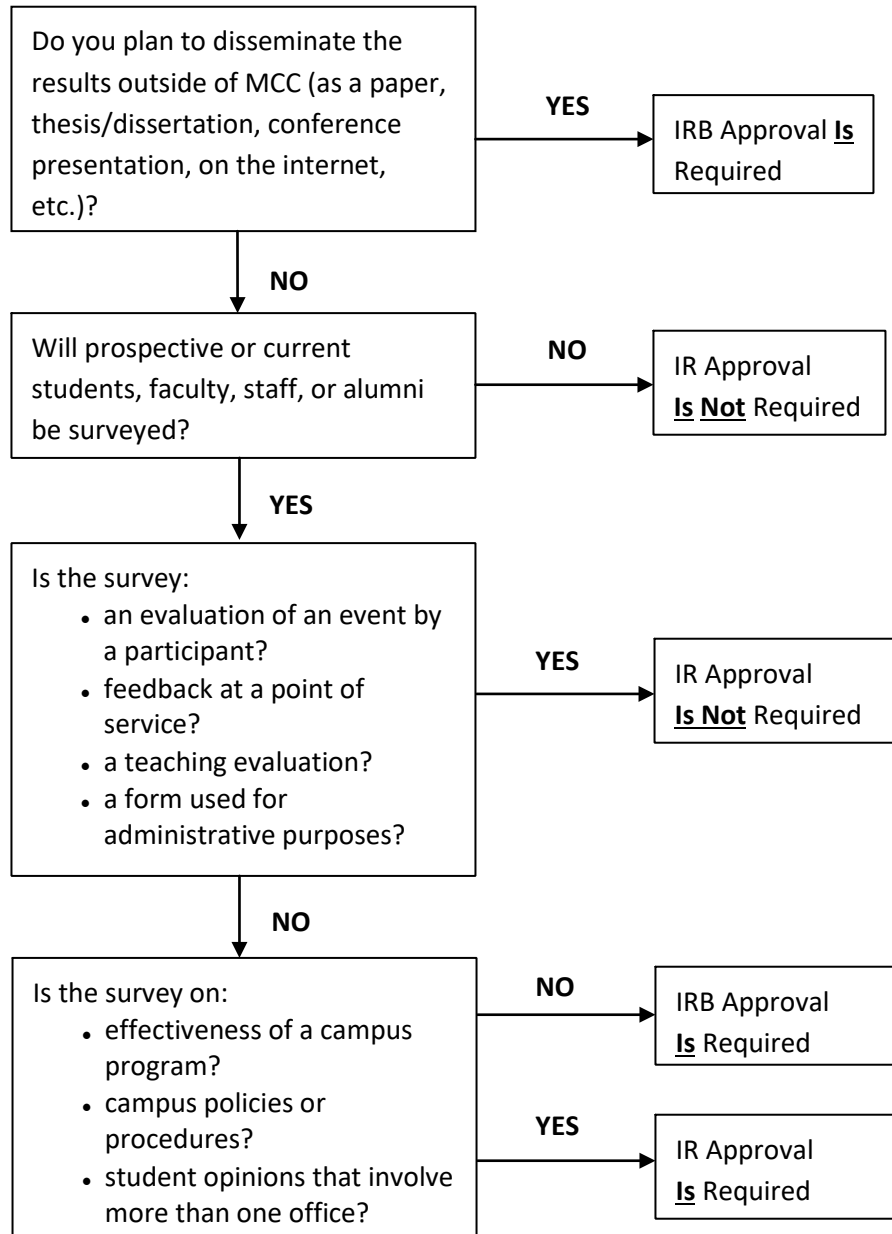 Do you plan to disseminate the
results outside of MCC (as a paper,
thesis/dissertation, conference
presentation, on the internet,
etc.)?
YES
IRB Approval Is
Required
NO
Will prospective or current
students, faculty, staff, or alumni
be surveyed?
NO
IR Approval
Is Not Required
YES
Is the survey:
• an evaluation of an event by
a participant?
• feedback at a point of
service?
• a teaching evaluation?
• a form used for
administrative purposes?
YES
IR Approval
Is Not Required
NO
Is the survey on:
• effectiveness of a campus
program?
• campus policies or
procedures?
• student opinions that involve
more than one office?
NO
IRB Approval
Is Required
YES
IR Approval
Is Required